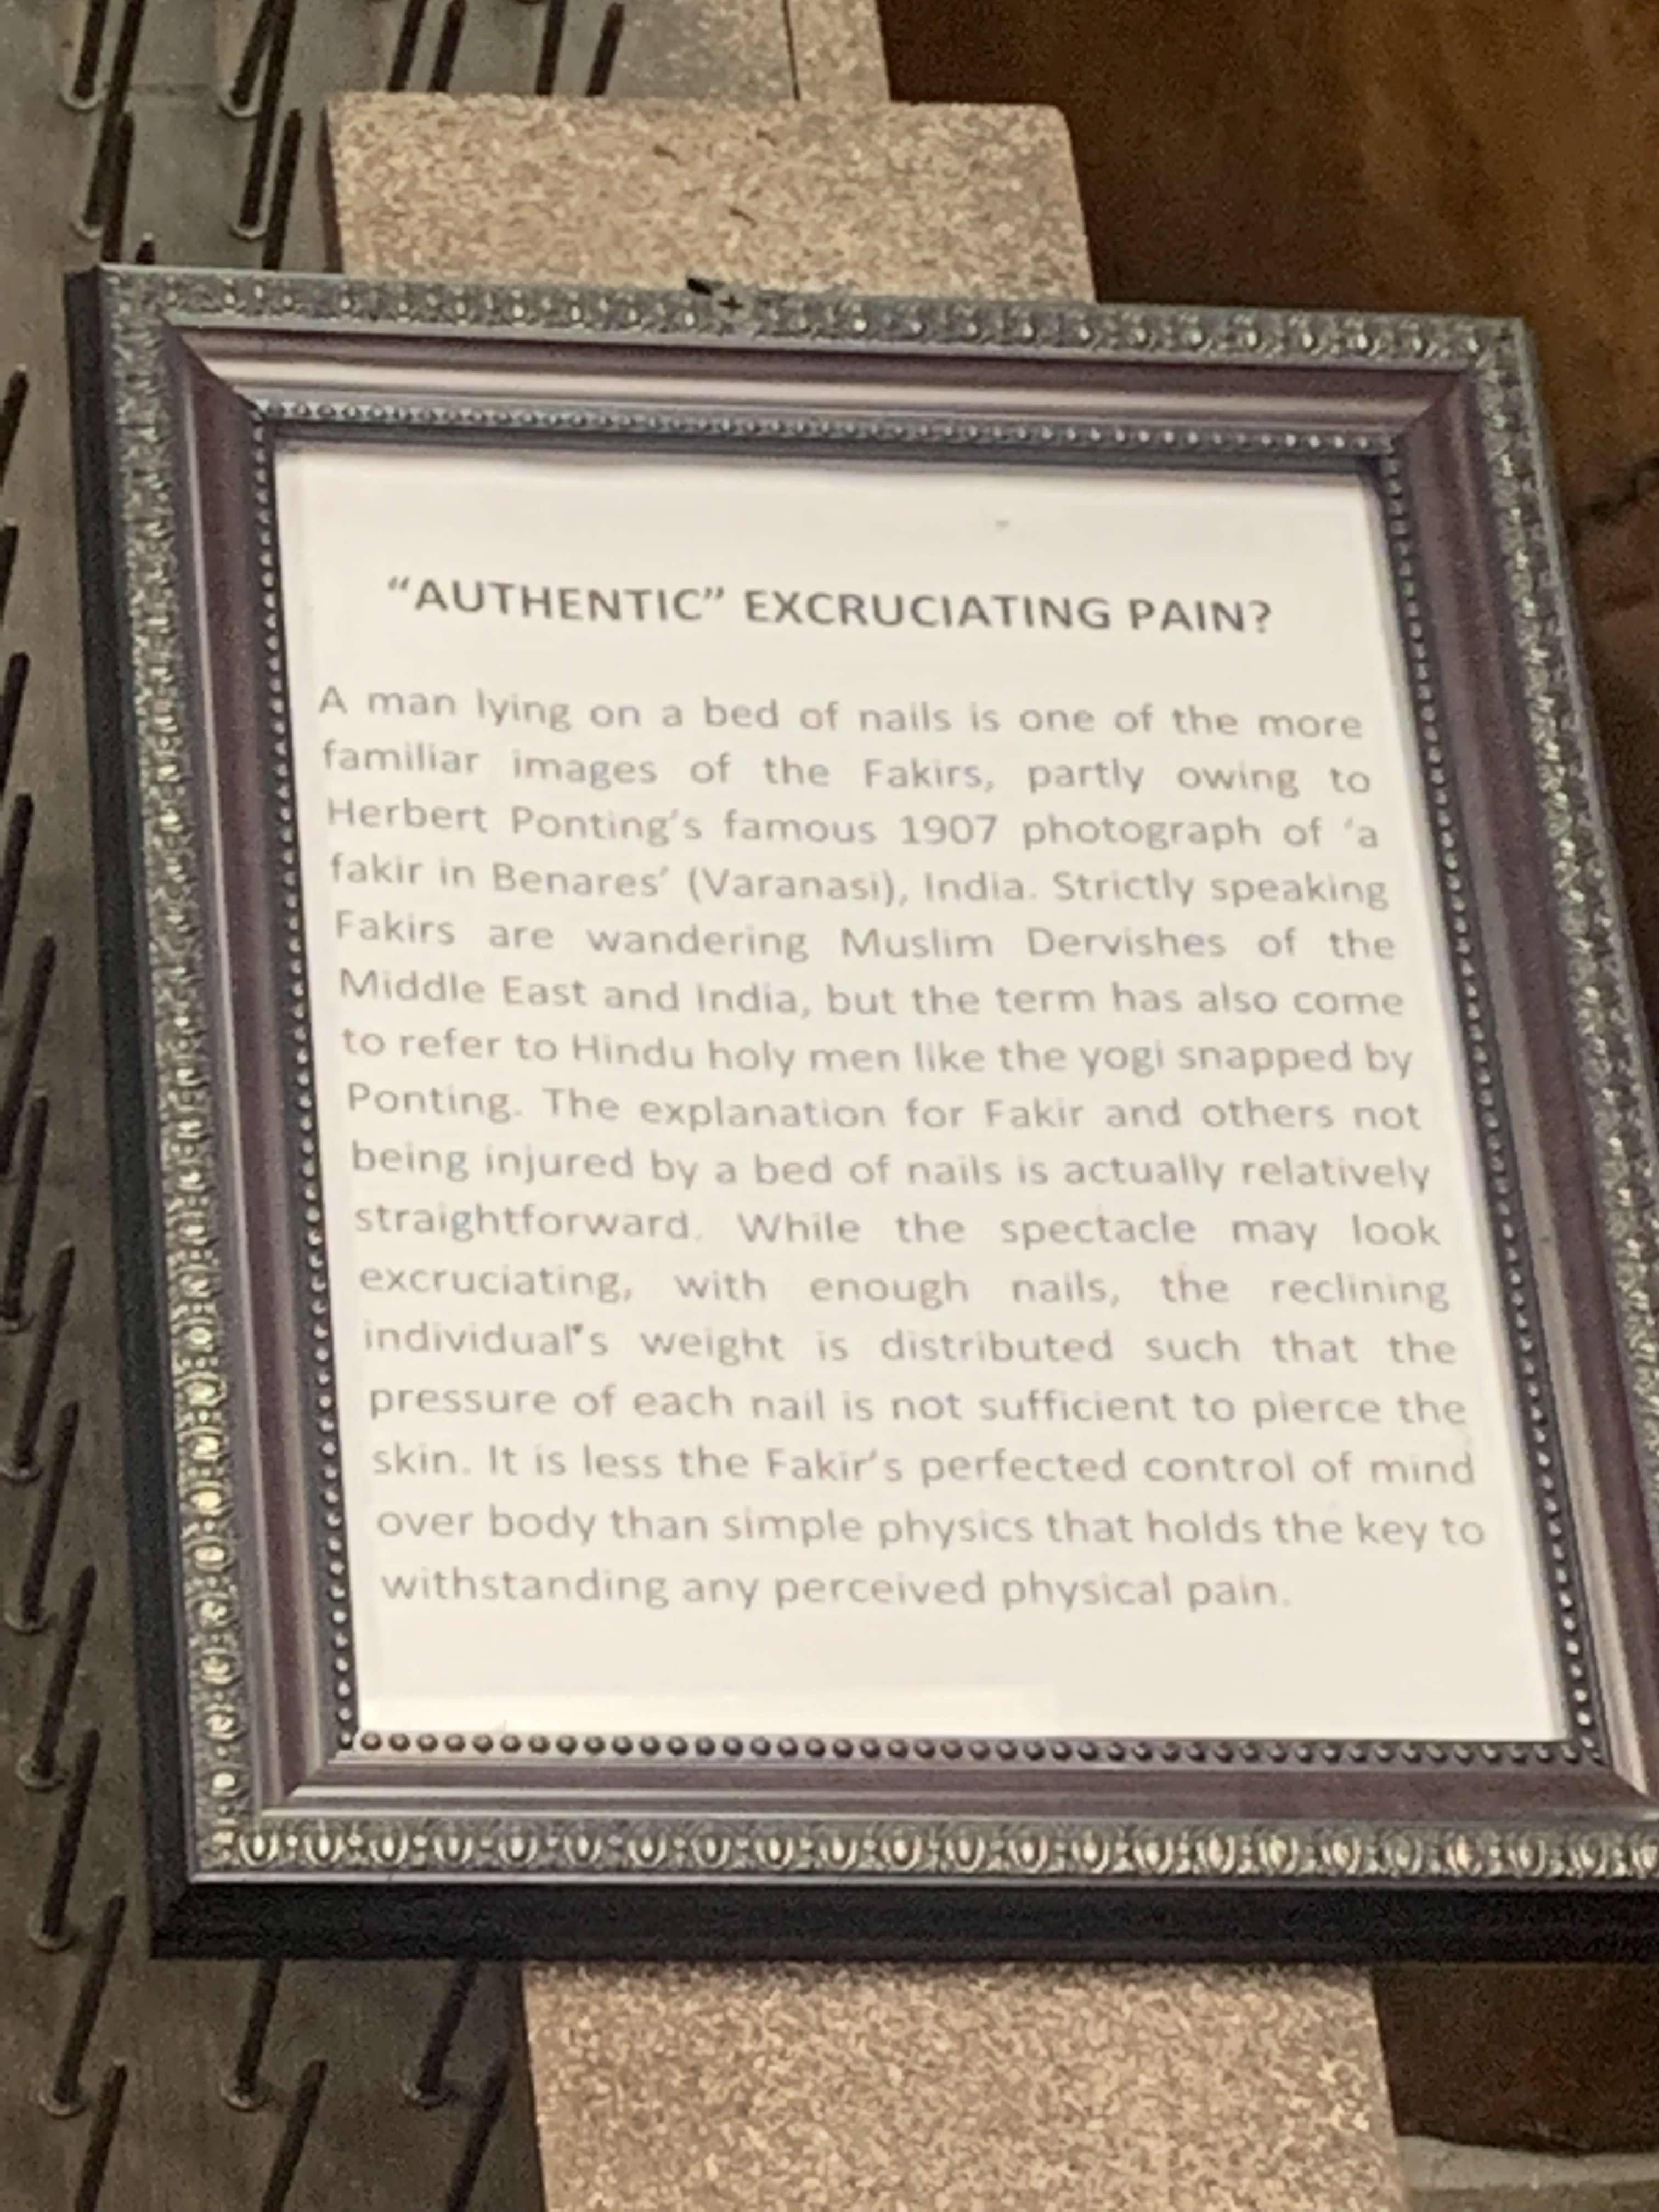 “AUTHENTIC” EXCRUCIATING PAIN?
A man lying on a bed of nails is one of the more
familiar images of the Fakirs, partly owing to
Herbert Ponting’s famous 1907 photograph of ‘a
fakir in Benares’ (Varanasi), India. Strictly speaking
Fakirs are wandering Muslim Dervishes of the
Middle East and India, but the term has also come
to refer to Hindu holy men like the yogi snapped by
Ponting. The explanation for Fakir and others not
being injured by a bed of nails is actually relatively
straightforward. While the spectacle may look
excruciating, with enough nails, the reclining
individual’s weight is distributed such that the
pressure of each nail is not sufficient to pierce the
skin. It is less the Fakir’s perfected control of mind
over body than simple physics that holds the key to
withstanding any perceived physical pain.